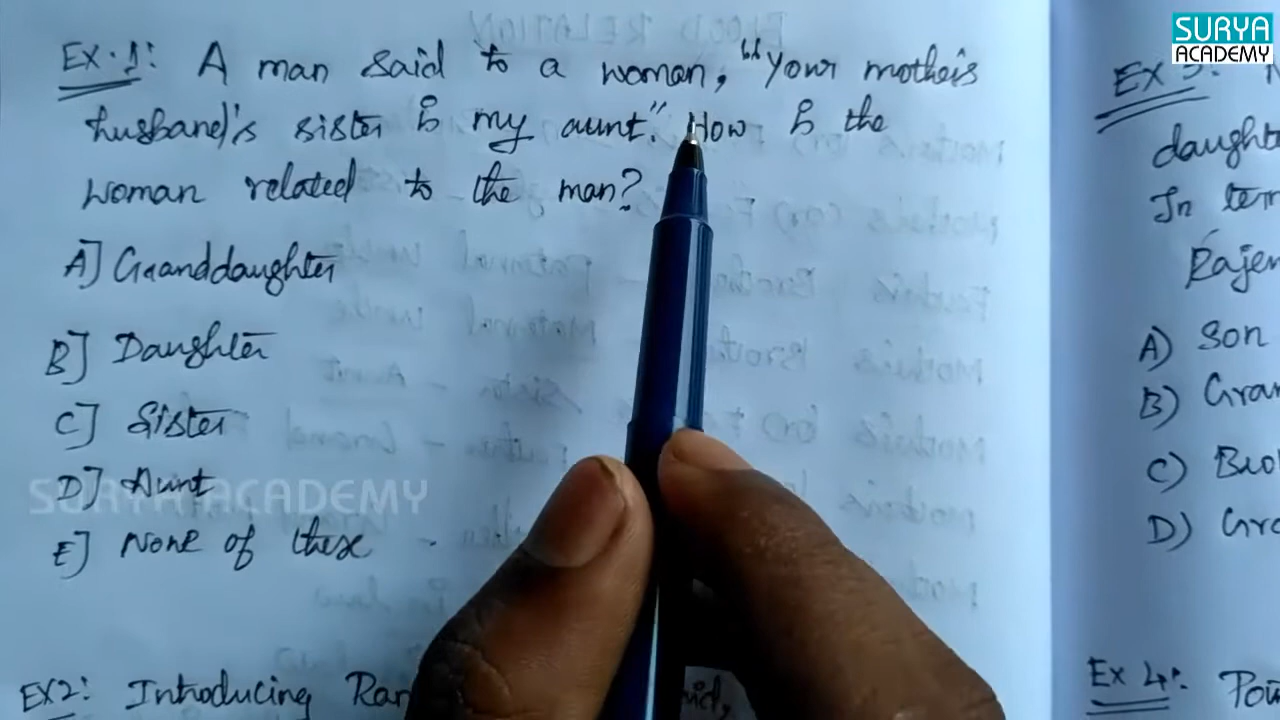 SURYA
ACADEMY
Ex.1: A man said to a woman, "Your mother's
husband's sister is my aunt". How is the
woman related to the man?
A] Granddaughter
B] Daughter
C] Sister
D] Aunt
E] None of these
SURYA ACADEMY
EX2: Introducing
EX
daughte
In ter
Rajen
A) Son
B) Gran
C) Bro
D) Gra
Ex 4: